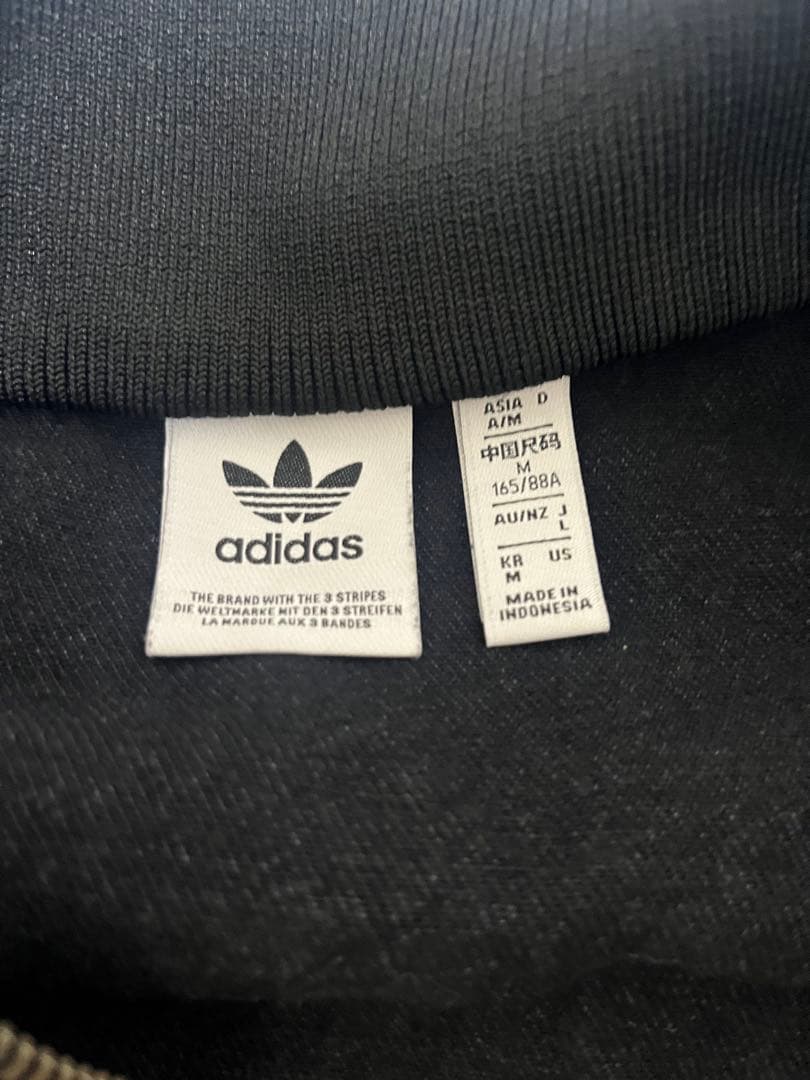 adidas
THE BRAND WITH THE 3 STRIPES
DIE WELTMARKE MIT DEN 3 STREIFEN
LA MARQUE AUX 3 BANDES
ASIA D
A/M
中国尺码
M
165/88A
AU/NZ J
L
KR US
M
MADE IN
INDONESIA